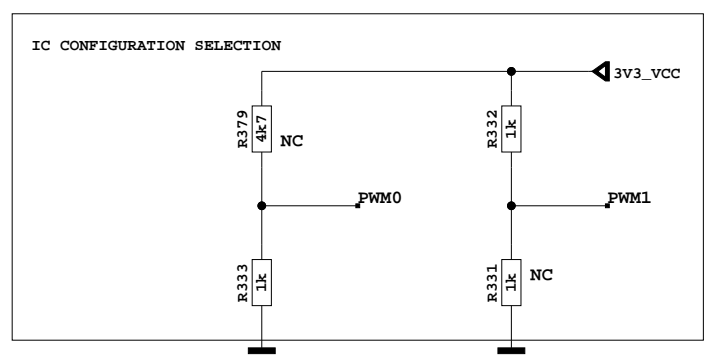 IC CONFIGURATION SELECTION
3V3_VCC
R379
4k7
NC
R332
1k
PWM0
PWM1
R333
1k
R331
1k
NC